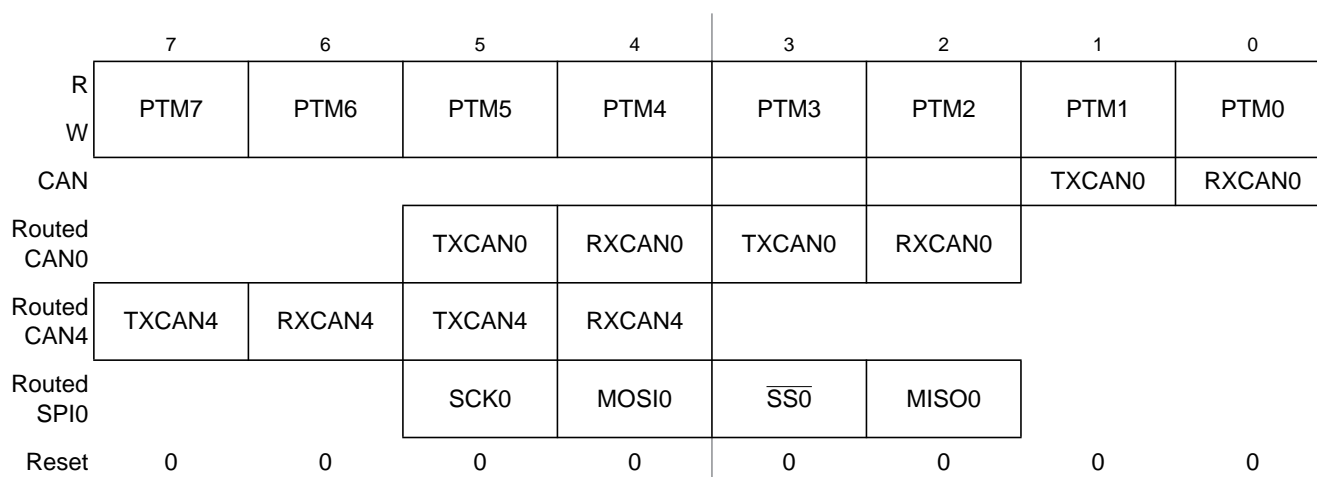 7 6 5 4 3 2 1 0
R
W
PTM7 PTM6 PTM5 PTM4 PTM3 PTM2 PTM1 PTM0
CAN TXCAN0 RXCAN0
Routed
CAN0
TXCAN0 RXCAN0 TXCAN0 RXCAN0
Routed
CAN4
TXCAN4 RXCAN4 TXCAN4 RXCAN4
Routed
SPI0
SCK0 MOSI0 S̅S̅0̅ MISO0
Reset 0 0 0 0 0 0 0 0